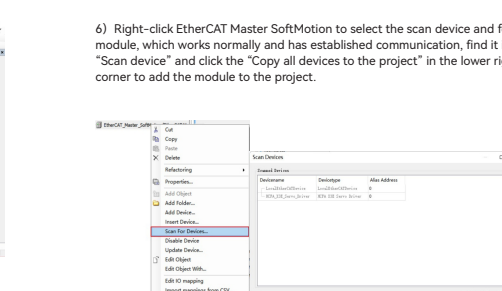 6) Right-click EtherCAT Master SoftMotion to select the scan device and
module, which works normally and has established communication, find it
“Scan device” and click the “Copy all devices to the project” in the lower
corner to add the module to the project.
Cut
Copy
Paste
Delete
Refactoring
Properties...
Add Object
Add Folder...
Add Device...
Insert Device...
Scan For Devices...
Disable Device
Update Device...
Edit Object
Edit Object With...
Edit IO mapping
Import mappings from CSV
Scan Devices
Scanned Devices
Devicename Devicetype Alias Address